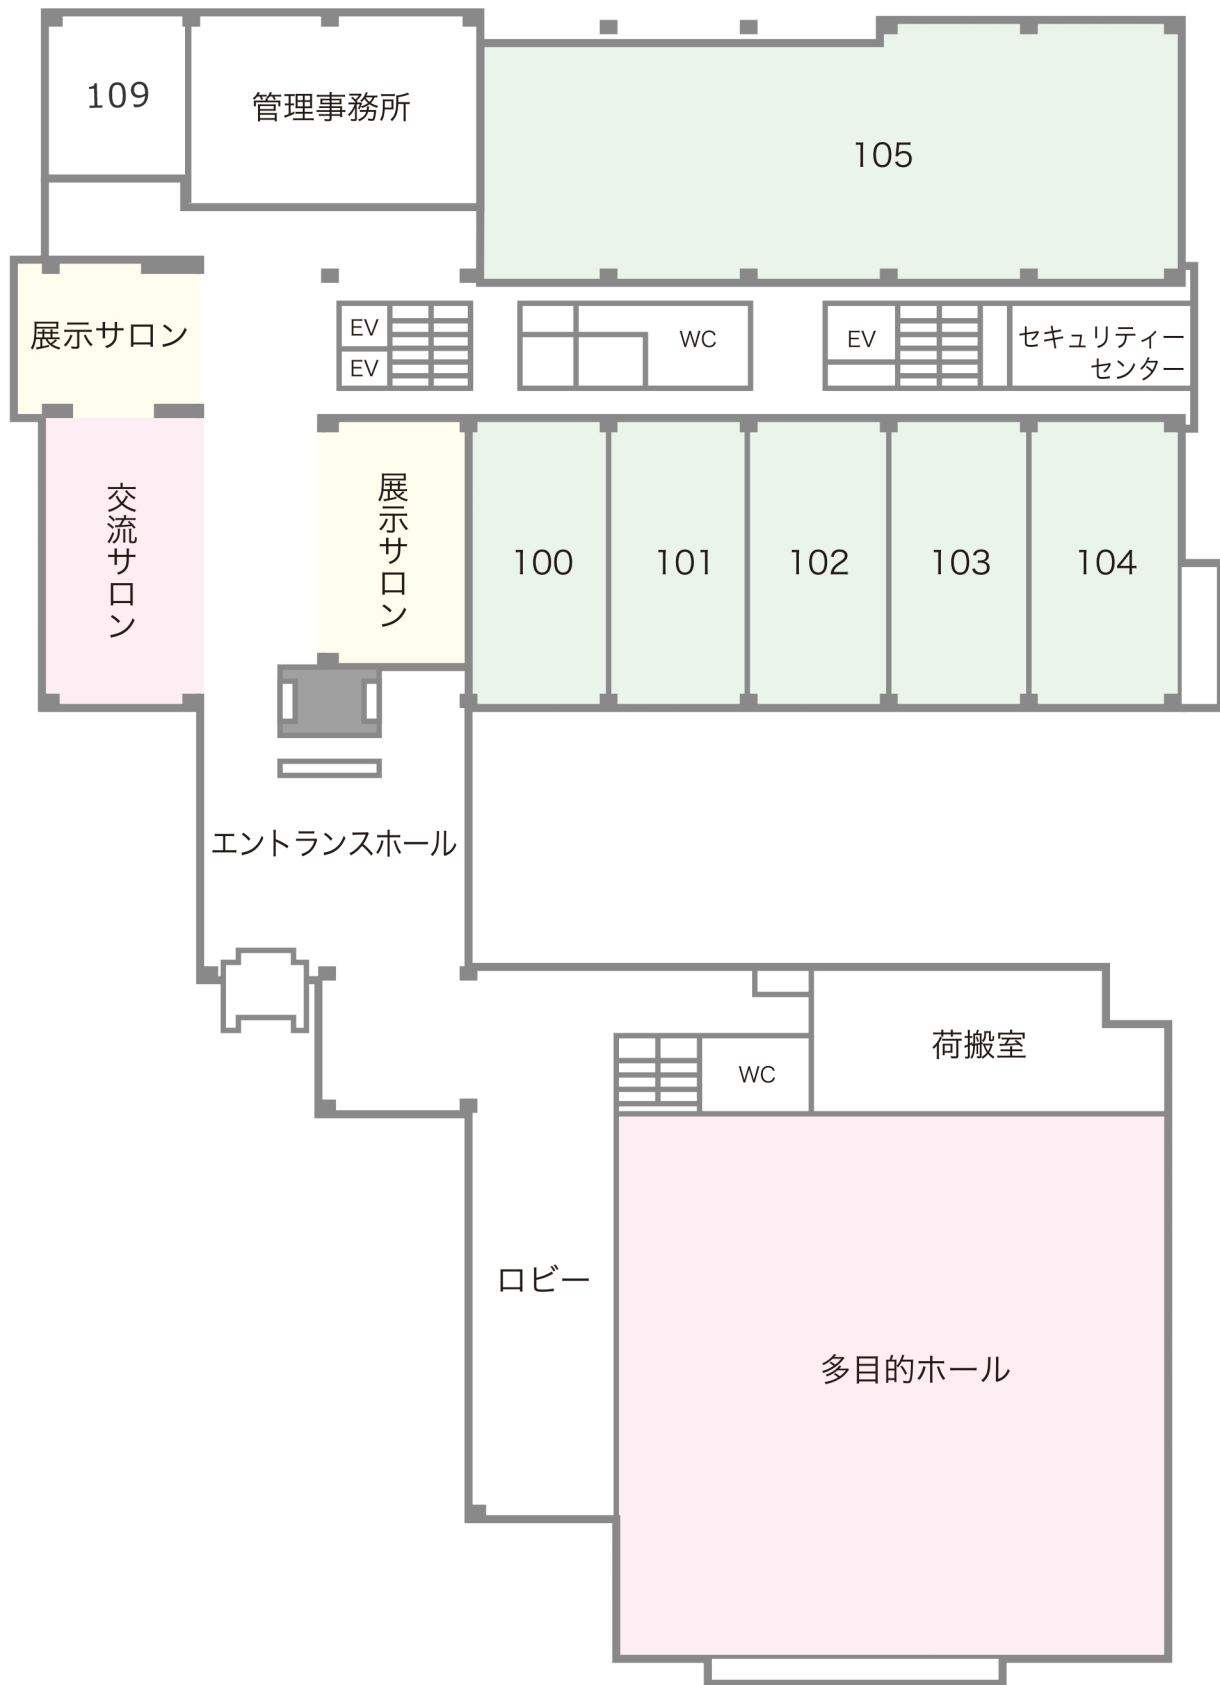 109
管理事務所
105
展示サロン
EV
EV
WC
EV
セキュリティー
センター
交流サロン
展示サロン
100
101
102
103
104
エントランスホール
荷搬室
WC
ロビー
多目的ホール